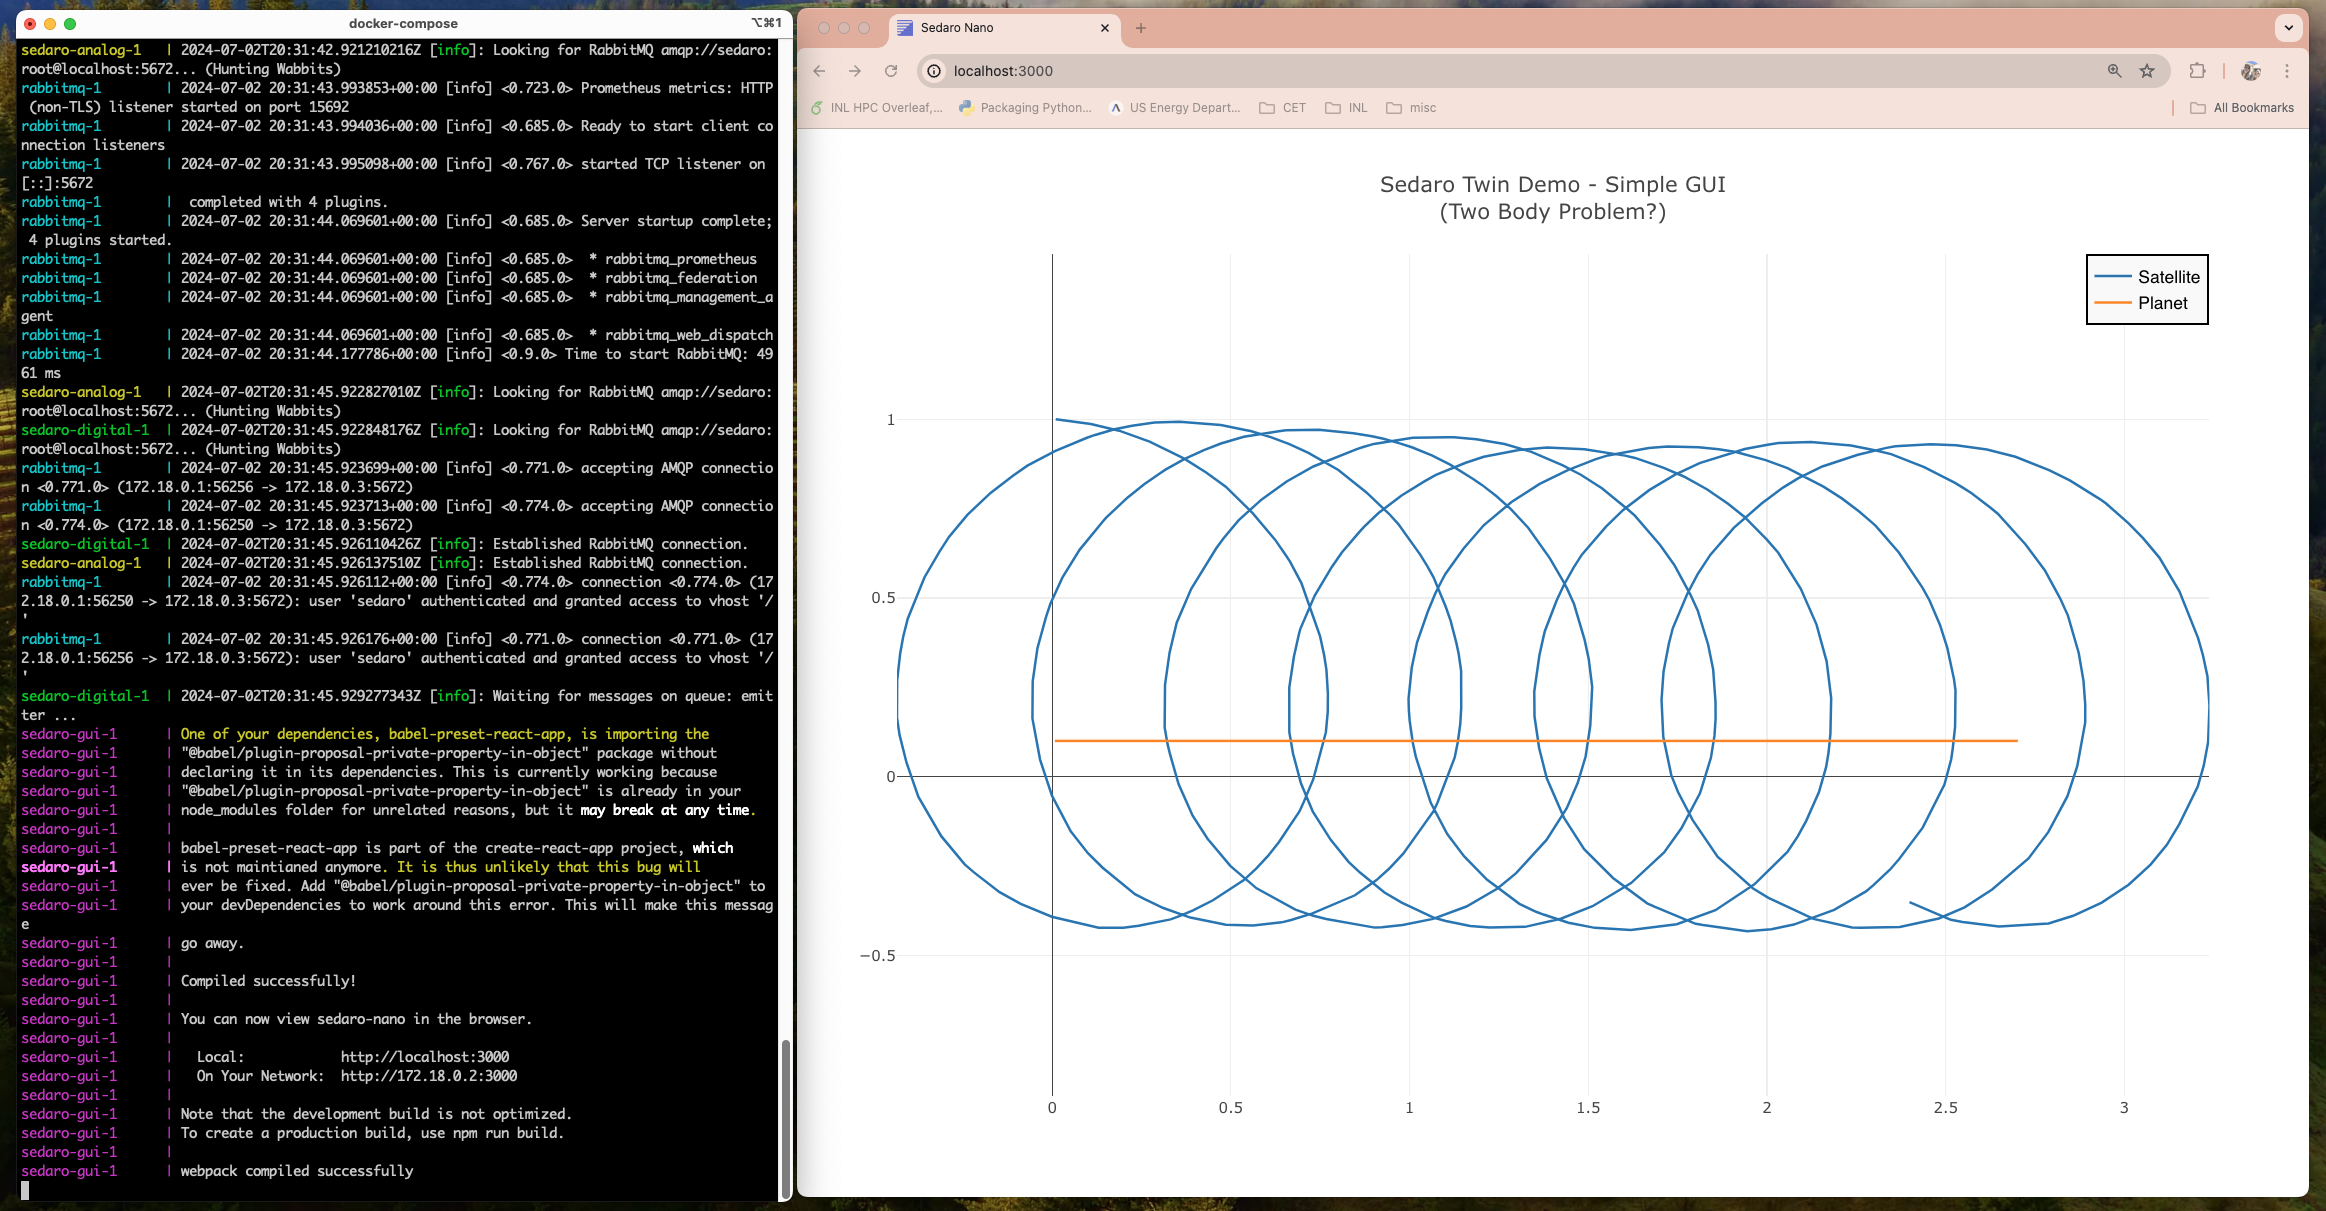 docker-compose
⌥⌘1
sedaro-analog-1   | 2024-07-02T20:31:42.921210216Z [info]: Looking for RabbitMQ amqp://sedaro:
root@localhost:5672... (Hunting Wabbits)
rabbitmq-1        | 2024-07-02 20:31:43.993853+00:00 [info] <0.723.0> Prometheus metrics: HTTP
 (non-TLS) listener started on port 15692
rabbitmq-1        | 2024-07-02 20:31:43.994036+00:00 [info] <0.685.0> Ready to start client co
nnection listeners
rabbitmq-1        | 2024-07-02 20:31:43.995098+00:00 [info] <0.767.0> started TCP listener on
[::]:5672
rabbitmq-1        |  completed with 4 plugins.
rabbitmq-1        | 2024-07-02 20:31:44.069601+00:00 [info] <0.685.0> Server startup complete;
 4 plugins started.
rabbitmq-1        | 2024-07-02 20:31:44.069601+00:00 [info] <0.685.0>  * rabbitmq_prometheus
rabbitmq-1        | 2024-07-02 20:31:44.069601+00:00 [info] <0.685.0>  * rabbitmq_federation
rabbitmq-1        | 2024-07-02 20:31:44.069601+00:00 [info] <0.685.0>  * rabbitmq_management_a
gent
rabbitmq-1        | 2024-07-02 20:31:44.069601+00:00 [info] <0.685.0>  * rabbitmq_web_dispatch
rabbitmq-1        | 2024-07-02 20:31:44.177786+00:00 [info] <0.9.0> Time to start RabbitMQ: 49
61 ms
sedaro-analog-1   | 2024-07-02T20:31:45.922827010Z [info]: Looking for RabbitMQ amqp://sedaro:
root@localhost:5672... (Hunting Wabbits)
sedaro-digital-1  | 2024-07-02T20:31:45.922848176Z [info]: Looking for RabbitMQ amqp://sedaro:
root@localhost:5672... (Hunting Wabbits)
rabbitmq-1        | 2024-07-02 20:31:45.923699+00:00 [info] <0.771.0> accepting AMQP connectio
n <0.771.0> (172.18.0.1:56256 -> 172.18.0.3:5672)
rabbitmq-1        | 2024-07-02 20:31:45.923713+00:00 [info] <0.774.0> accepting AMQP connectio
n <0.774.0> (172.18.0.1:56250 -> 172.18.0.3:5672)
sedaro-digital-1  | 2024-07-02T20:31:45.926110426Z [info]: Established RabbitMQ connection.
sedaro-analog-1   | 2024-07-02T20:31:45.926137510Z [info]: Established RabbitMQ connection.
rabbitmq-1        | 2024-07-02 20:31:45.926112+00:00 [info] <0.774.0> connection <0.774.0> (17
2.18.0.1:56250 -> 172.18.0.3:5672): user 'sedaro' authenticated and granted access to vhost '/
'
rabbitmq-1        | 2024-07-02 20:31:45.926176+00:00 [info] <0.771.0> connection <0.771.0> (17
2.18.0.1:56256 -> 172.18.0.3:5672): user 'sedaro' authenticated and granted access to vhost '/
'
sedaro-digital-1  | 2024-07-02T20:31:45.929277343Z [info]: Waiting for messages on queue: emit
ter ...
sedaro-gui-1      | One of your dependencies, babel-preset-react-app, is importing the
sedaro-gui-1      | "@babel/plugin-proposal-private-property-in-object" package without
sedaro-gui-1      | declaring it in its dependencies. This is currently working because
sedaro-gui-1      | "@babel/plugin-proposal-private-property-in-object" is already in your
sedaro-gui-1      | node_modules folder for unrelated reasons, but it may break at any time.
sedaro-gui-1      |
sedaro-gui-1      | babel-preset-react-app is part of the create-react-app project, which
sedaro-gui-1      | is not maintianed anymore. It is thus unlikely that this bug will
sedaro-gui-1      | ever be fixed. Add "@babel/plugin-proposal-private-property-in-object" to
sedaro-gui-1      | your devDependencies to work around this error. This will make this messag
e
sedaro-gui-1      | go away.
sedaro-gui-1      |
sedaro-gui-1      | Compiled successfully!
sedaro-gui-1      |
sedaro-gui-1      | You can now view sedaro-nano in the browser.
sedaro-gui-1      |
sedaro-gui-1      |   Local:            http://localhost:3000
sedaro-gui-1      |   On Your Network:  http://172.18.0.2:3000
sedaro-gui-1      |
sedaro-gui-1      | Note that the development build is not optimized.
sedaro-gui-1      | To create a production build, use npm run build.
sedaro-gui-1      |
sedaro-gui-1      | webpack compiled successfully
Sedaro Nano
localhost:3000
INL HPC Overleaf,... Packaging Python... US Energy Depart... CET INL misc All Bookmarks
Sedaro Twin Demo - Simple GUI
(Two Body Problem?)
Satellite
Planet
1
0.5
0
−0.5
0 0.5 1 1.5 2 2.5 3